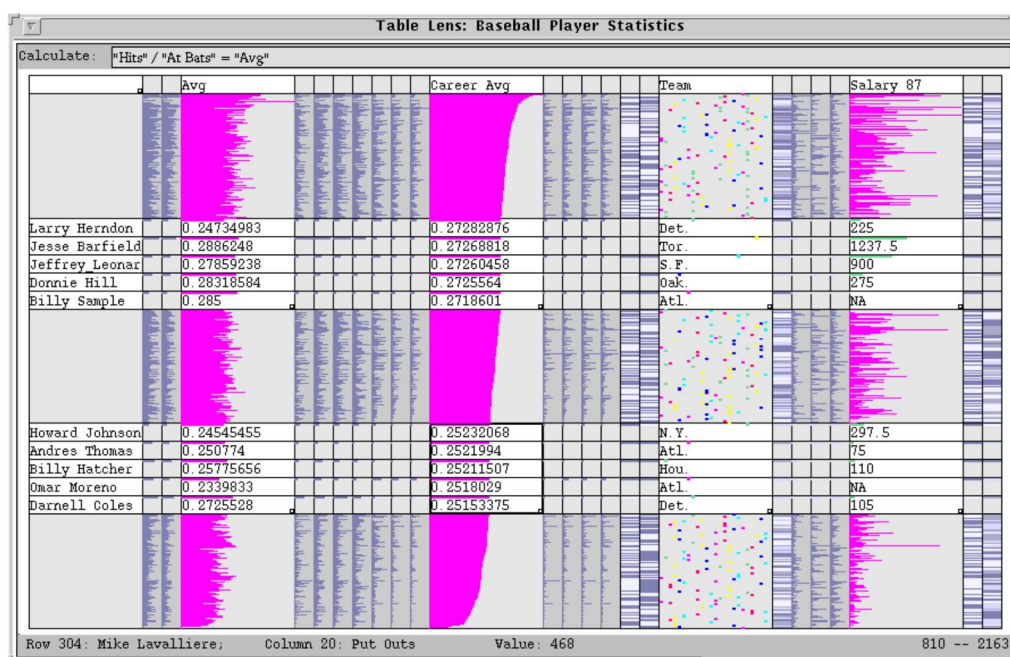 Table Lens: Baseball Player Statistics
Calculate: "Hits" / "At Bats" = "Avg"
Avg Career Avg Team Salary 87
Larry Herndon 0.24734983 0.27282876 Det. 225
Jesse Barfield 0.2886248 0.27268818 Tor. 1237.5
Jeffrey Leonar 0.27859238 0.27260458 S.F. 900
Donnie Hill 0.28318584 0.2725564 Oak. 275
Billy Sample 0.285 0.2718601 Atl. NA
Howard Johnson 0.24545455 0.25232068 N.Y. 297.5
Andres Thomas 0.250774 0.2521994 Atl. 75
Billy Hatcher 0.25775656 0.25211507 Hou. 110
Omar Moreno 0.2339833 0.2518029 Atl. NA
Darnell Coles 0.2725528 0.25153375 Det. 105
Row 304: Mike Lavalliere; Column 20: Put Outs Value: 468 810 -- 2163